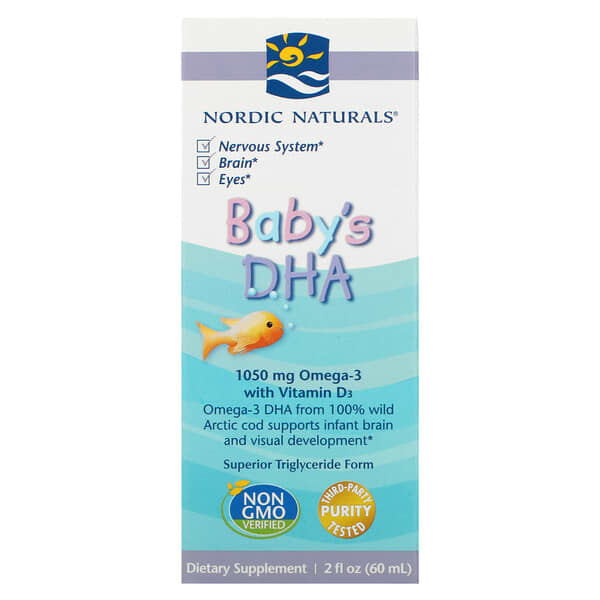 NORDIC NATURALS®
Nervous System*
Brain*
Eyes*
Baby's
DHA
1050 mg Omega-3
with Vitamin D3
Omega-3 DHA from 100% wild
Arctic cod supports infant brain
and visual development*
Superior Triglyceride Form
NON
GMO
VERIFIED
THIRD-PARTY
PURITY
TESTED
Dietary Supplement | 2 fl oz (60 mL)